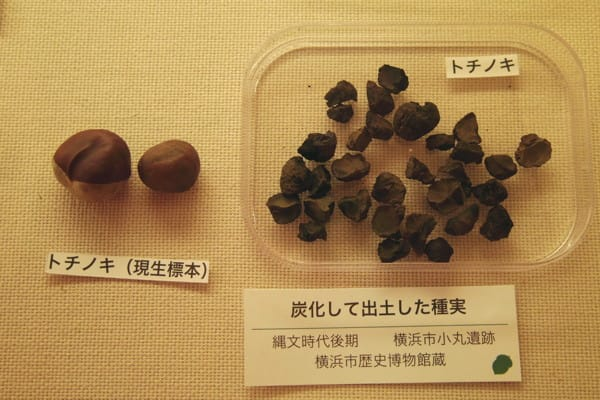 トチノキ
トチノキ（現生標本）
炭化して出土した種実
縄文時代後期　　横浜市小丸遺跡
横浜市歴史博物館蔵